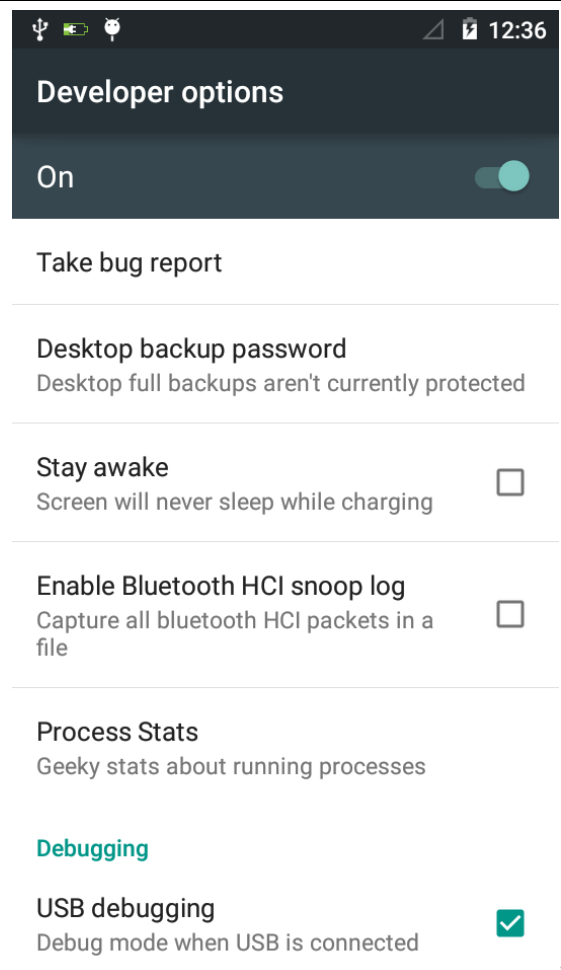 12:36
Developer options
On
Take bug report
Desktop backup password
Desktop full backups aren't currently protected
Stay awake
Screen will never sleep while charging
Enable Bluetooth HCI snoop log
Capture all bluetooth HCI packets in a
file
Process Stats
Geeky stats about running processes
Debugging
USB debugging
Debug mode when USB is connected